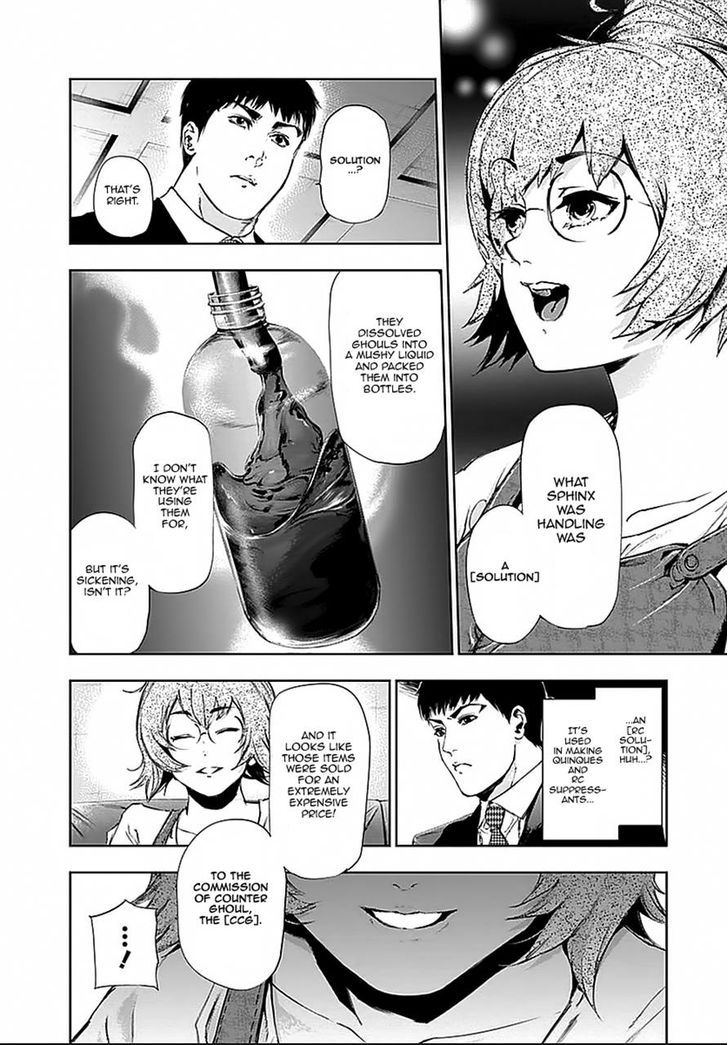 WHAT
SPHINX
WAS
HANDLING
WAS
A
[SOLUTION]
SOLUTION
...?
THAT'S
RIGHT.
THEY
DISSOLVED
GHOULS INTO
A MUSHY LIQUID
AND PACKED
THEM INTO
BOTTLES.
I DON'T
KNOW WHAT
THEY'RE
USING
THEM
FOR,
BUT IT'S
SICKENING,
ISN'T IT?
...AN
[RC
SOLU-
TION],
HUH...?
IT'S
USED
IN MAKING
QUINQUES
AND
RC
SUPPRESS-
ANTS...
AND IT
LOOKS LIKE
THOSE ITEMS
WERE SOLD
FOR AN
EXTREMELY
EXPENSIVE
PRICE!
TO THE
COMMISSION
OF COUNTER
GHOUL,
THE [CCG].
...!